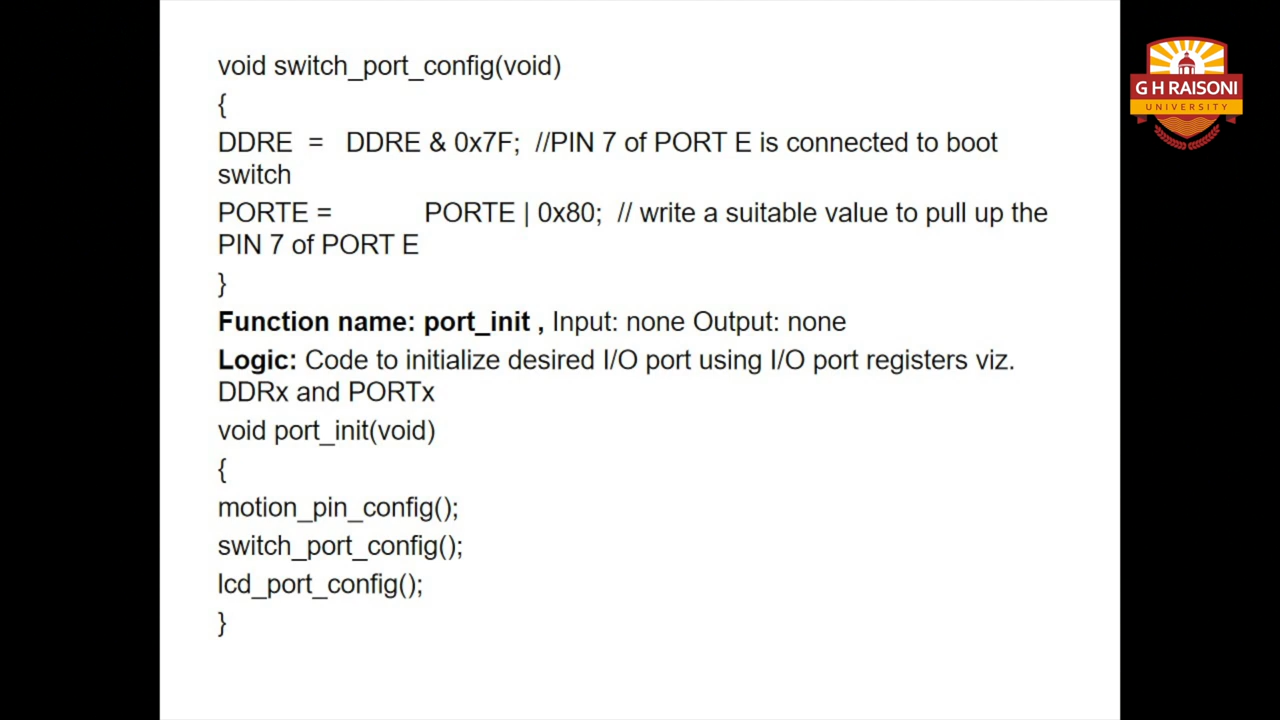 void switch_port_config(void)
{
DDRE = DDRE & 0x7F; //PIN 7 of PORT E is connected to boot
switch
PORTE = PORTE | 0x80; // write a suitable value to pull up the
PIN 7 of PORT E
}
Function name: port_init , Input: none Output: none
Logic: Code to initialize desired I/O port using I/O port registers viz.
DDRx and PORTx
void port_init(void)
{
motion_pin_config();
switch_port_config();
lcd_port_config();
}
G H RAISONI
UNIVERSITY